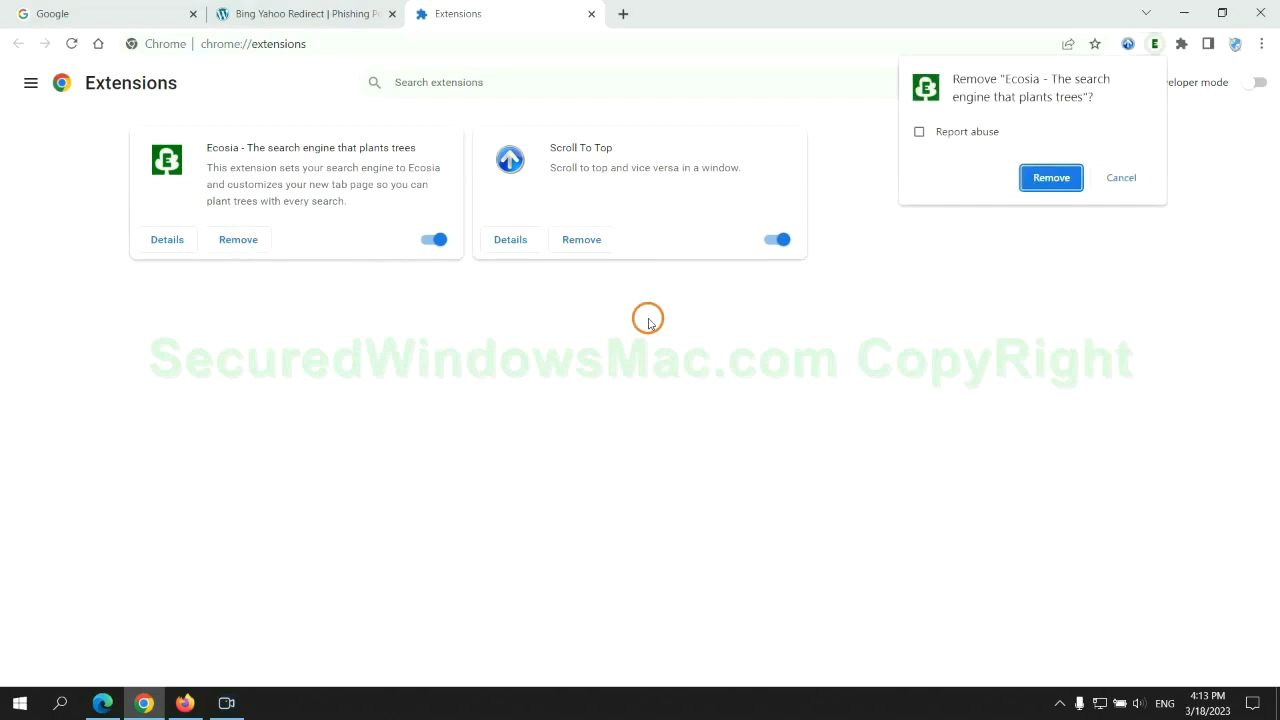 Google
Bing Yahoo Redirect | Phishing P
Extensions
Chrome | chrome://extensions
Extensions
Search extensions
eloper mode
Remove "Ecosia - The search
engine that plants trees"?
Report abuse
Remove
Cancel
Ecosia - The search engine that plants trees
This extension sets your search engine to Ecosia
and customizes your new tab page so you can
plant trees with every search.
Details
Remove
Scroll To Top
Scroll to top and vice versa in a window.
Details
Remove
SecuredWindowsMac.com CopyRight
ENG
4:13 PM
3/18/2023